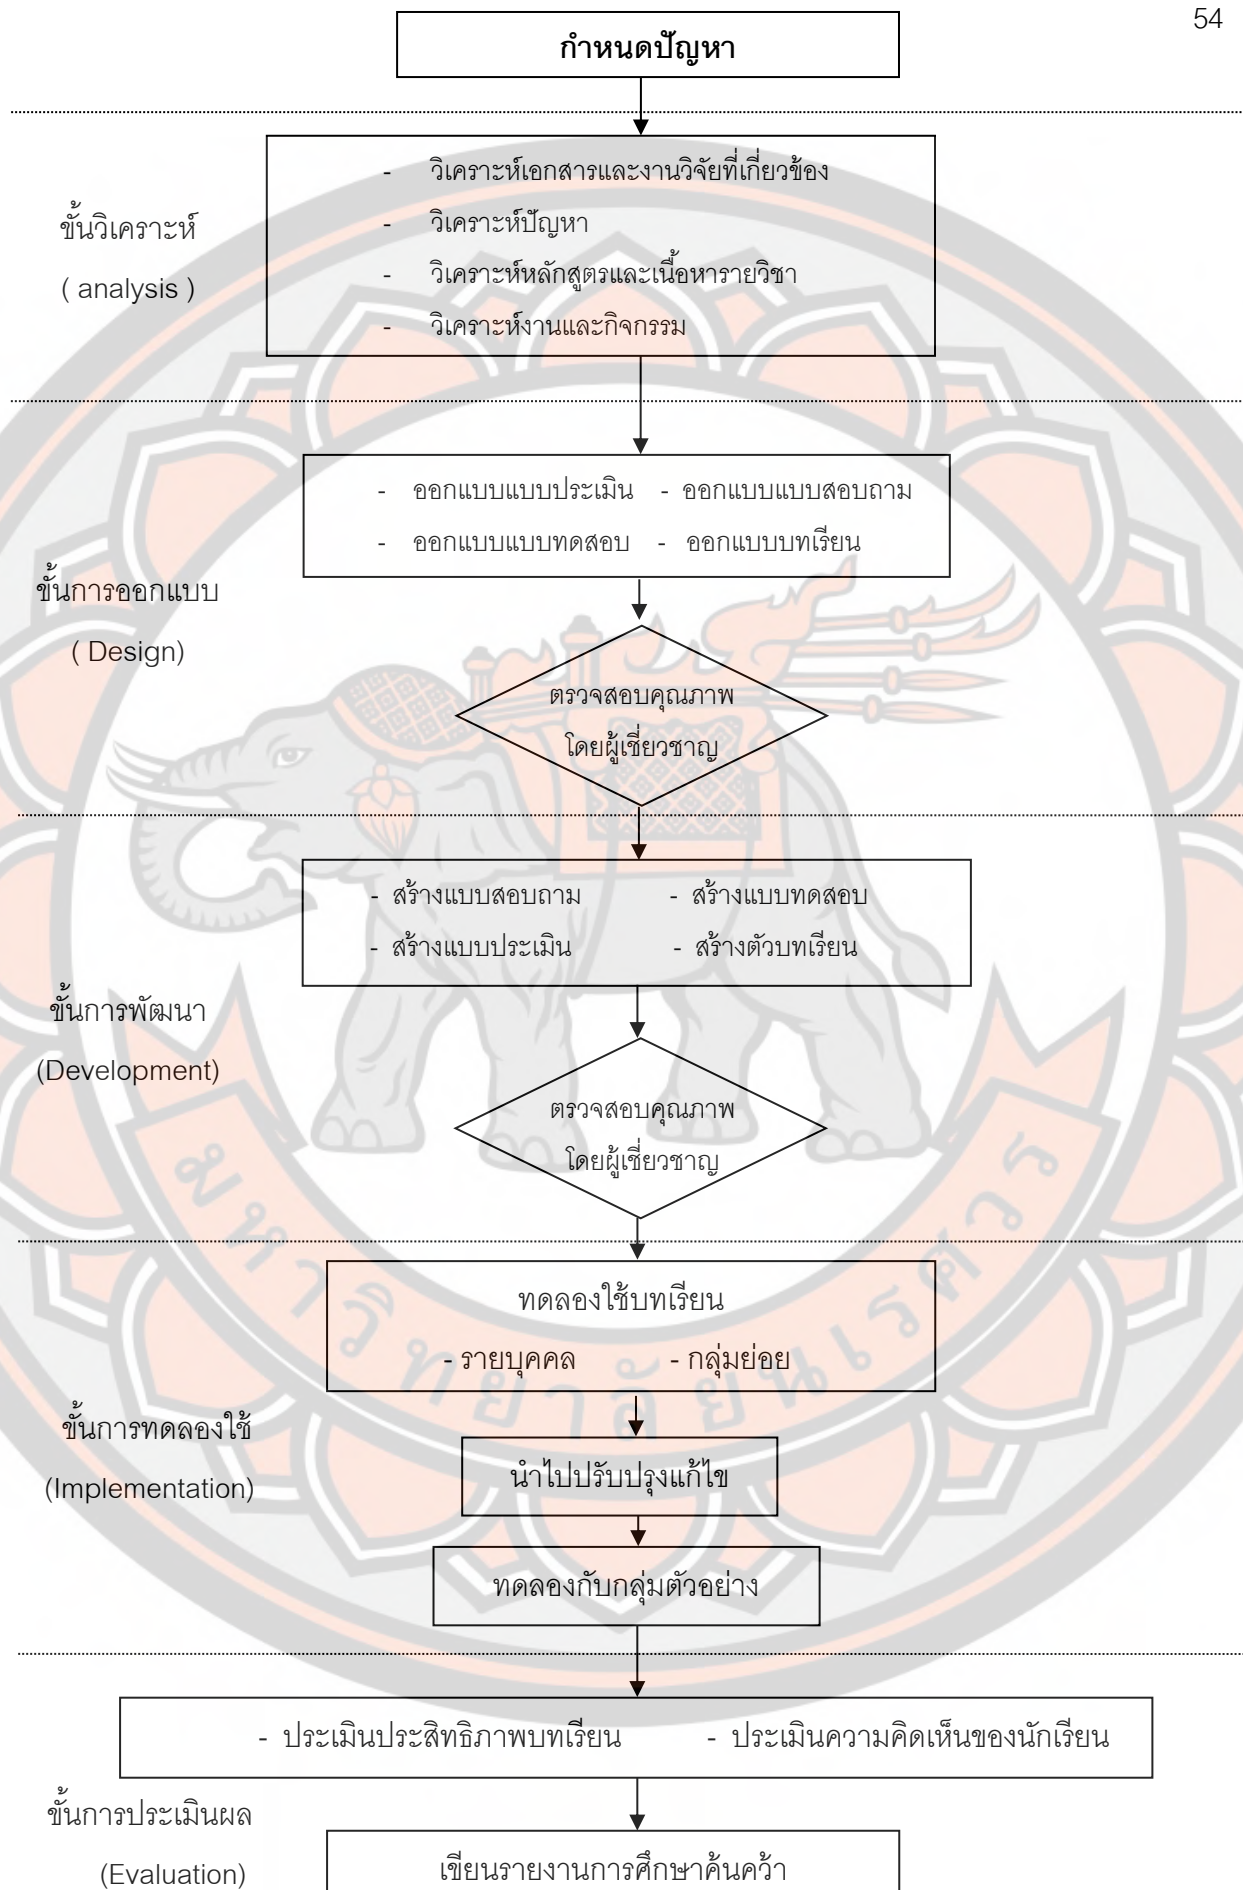 54
กำหนดปัญหา
- วิเคราะห์เอกสารและงานวิจัยที่เกี่ยวข้อง
- วิเคราะห์ปัญหา
- วิเคราะห์หลักสูตรและเนื้อหารายวิชา
- วิเคราะห์งานและกิจกรรม
ขั้นวิเคราะห์
( analysis )
- ออกแบบแบบประเมิน - ออกแบบแบบสอบถาม
- ออกแบบแบบทดสอบ - ออกแบบบทเรียน
ขั้นการออกแบบ
( Design)
ตรวจสอบคุณภาพ
โดยผู้เชี่ยวชาญ
- สร้างแบบสอบถาม - สร้างแบบทดสอบ
- สร้างแบบประเมิน - สร้างตัวบทเรียน
ขั้นการพัฒนา
(Development)
ตรวจสอบคุณภาพ
โดยผู้เชี่ยวชาญ
มหาวิทยาลัยนเรศวร
ทดลองใช้บทเรียน
- รายบุคคล - กลุ่มย่อย
ขั้นการทดลองใช้
(Implementation)
นำไปปรับปรุงแก้ไข
ทดลองกับกลุ่มตัวอย่าง
- ประเมินประสิทธิภาพบทเรียน - ประเมินความคิดเห็นของนักเรียน
ขั้นการประเมินผล
(Evaluation)
เขียนรายงานการศึกษาค้นคว้า